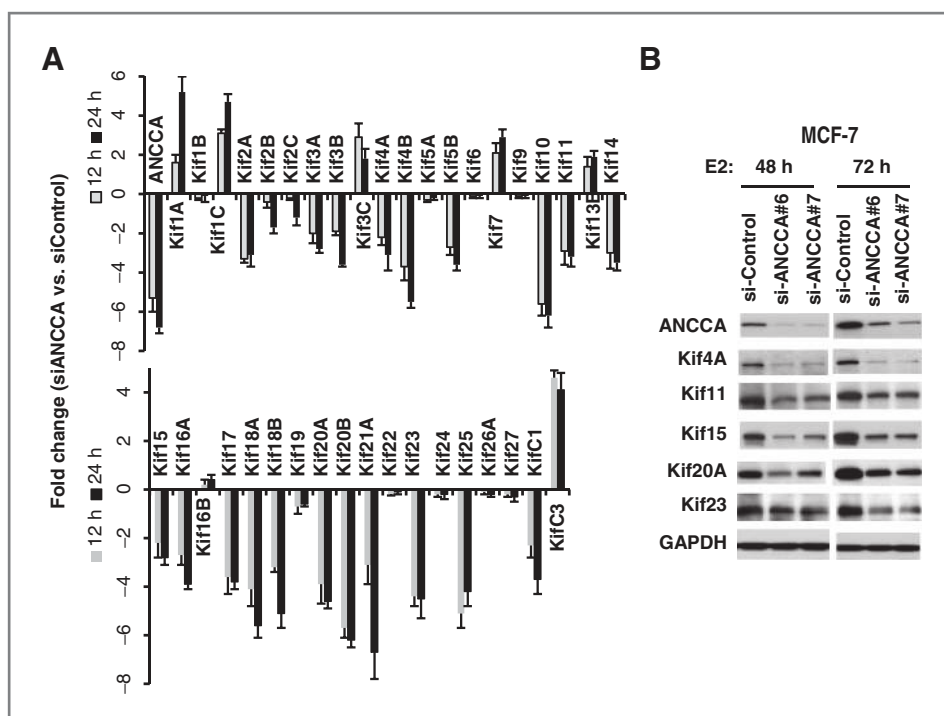 A
Fold change (siANCCA vs. siControl)
12 h 24 h
6
4
2
0
−2
−4
−6
−8
ANCCA
Kif1A
Kif1B
Kif1C
Kif2A
Kif2B
Kif2C
Kif3A
Kif3B
Kif3C
Kif4A
Kif4B
Kif5A
Kif5B
Kif6
Kif7
Kif9
Kif10
Kif11
Kif13B
Kif14
12 h 24 h
4
2
0
−2
−4
−6
−8
Kif15
Kif16A
Kif16B
Kif17
Kif18A
Kif18B
Kif19
Kif20A
Kif20B
Kif21A
Kif22
Kif23
Kif24
Kif25
Kif26A
Kif27
KifC1
KifC3
B
MCF-7
E2: 48 h 72 h
si-Control
si-ANCCA#6
si-ANCCA#7
si-Control
si-ANCCA#6
si-ANCCA#7
ANCCA
Kif4A
Kif11
Kif15
Kif20A
Kif23
GAPDH